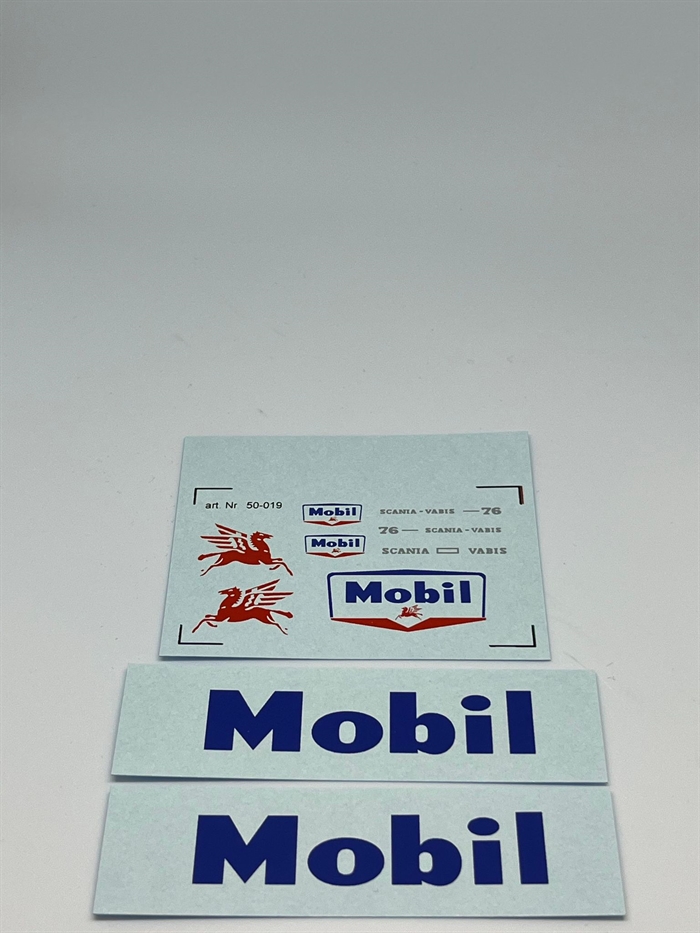 art. Nr 50-019
Mobil
SCANIA - VABIS —76
76— SCANIA - VABIS
Mobil
SCANIA VABIS
Mobil
Mobil
Mobil